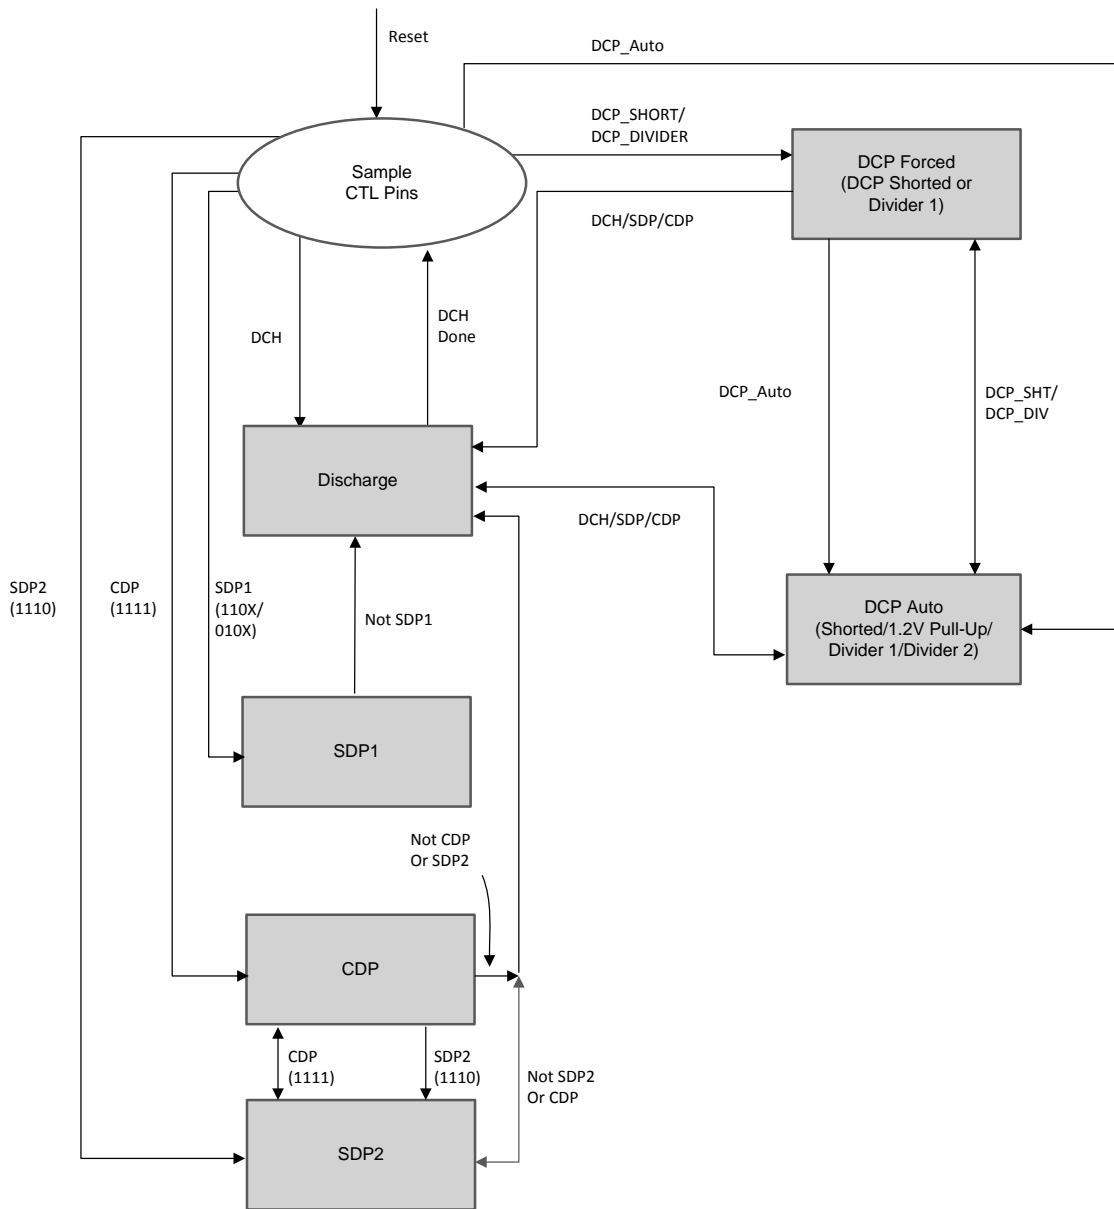 Reset
DCP_Auto
DCP_SHORT/
DCP_DIVIDER
Sample
CTL Pins
DCP Forced
(DCP Shorted or
Divider 1)
DCH/SDP/CDP
DCH
DCH
Done
DCP_Auto
DCP_SHT/
DCP_DIV
Discharge
DCH/SDP/CDP
SDP2
(1110)
CDP
(1111)
SDP1
(110X/
010X)
Not SDP1
DCP Auto
(Shorted/1.2V Pull-Up/
Divider 1/Divider 2)
SDP1
Not CDP
Or SDP2
CDP
CDP
(1111)
SDP2
(1110)
Not SDP2
Or CDP
SDP2